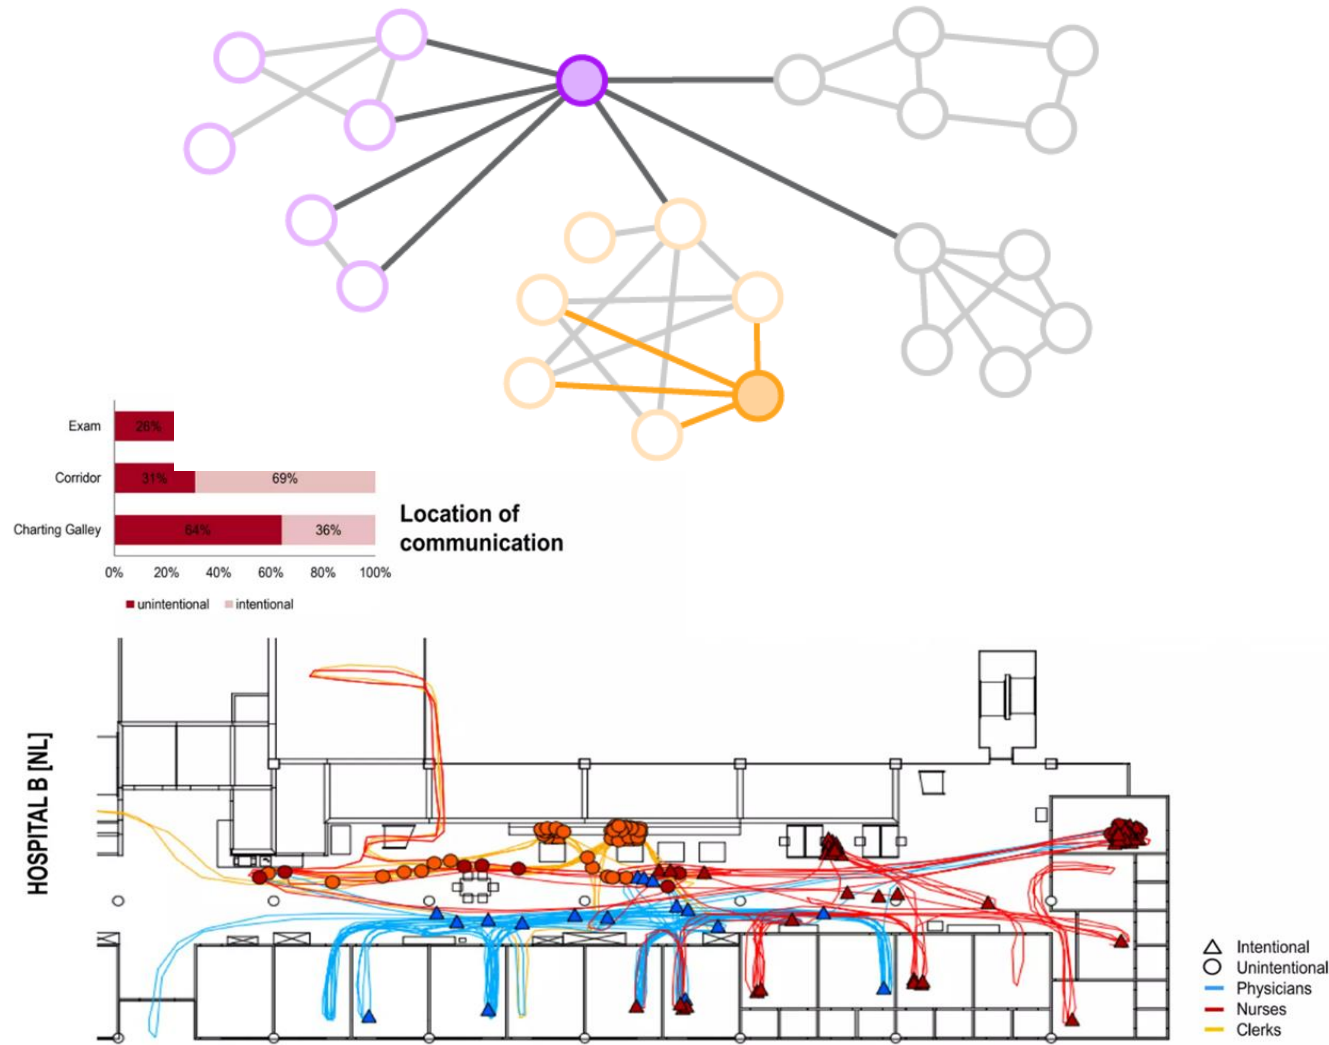 Exam 26%
Corridor 31% 69%
Charting Galley 64% 36%
0% 20% 40% 60% 80% 100%
unintentional intentional
Location of
communication
HOSPITAL B [NL]
Intentional
Unintentional
Physicians
Nurses
Clerks